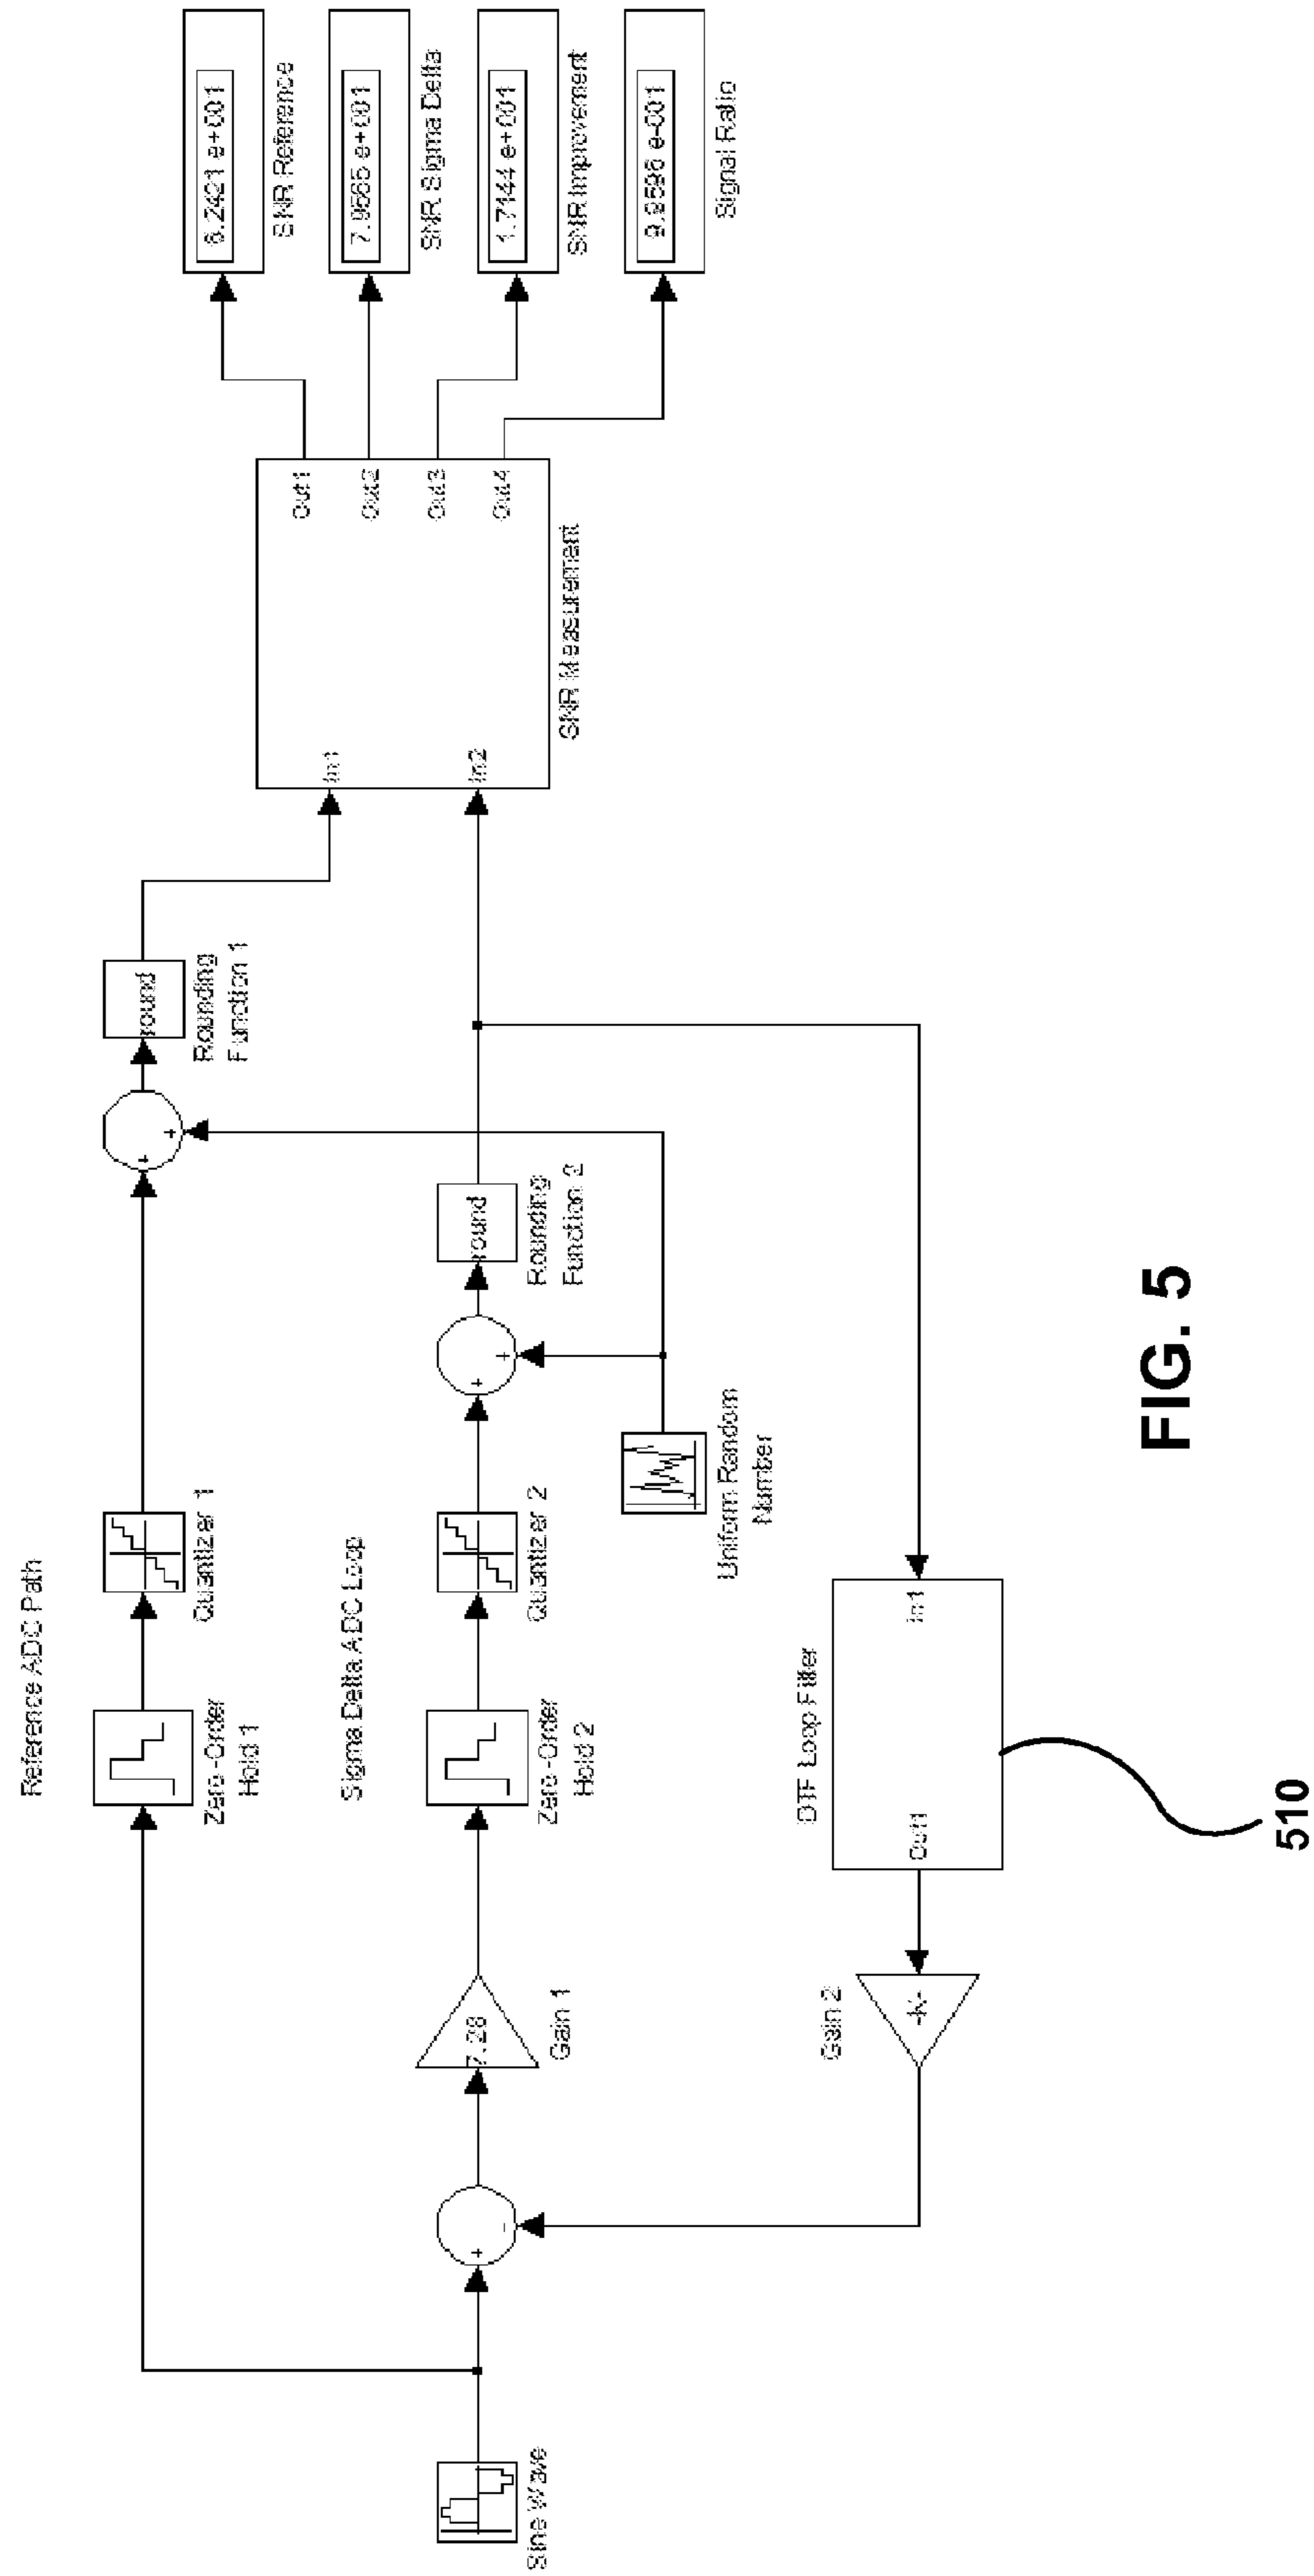 Reference ADC Path
Zero-Order
Hold 1
Quantizer 1
+
+
round
Rounding
Function 1
Sigma Delta ADC Loop
Sine Wave
+
-
7.28
Gain 1
Zero-Order
Hold 2
Quantizer 2
+
+
round
Rounding
Function 2
Uniform Random
Number
In1
In2
Out1
Out2
Out3
Out4
SNR Measurement
6.2421 e+001
SNR Reference
7.9565 e+001
SNR Sigma Delta
1.7144 e+001
SNR Improvement
e-001
Signal Ratio
Gain 2
-K-
Loop Filter
Out1
In1
510
FIG. 5